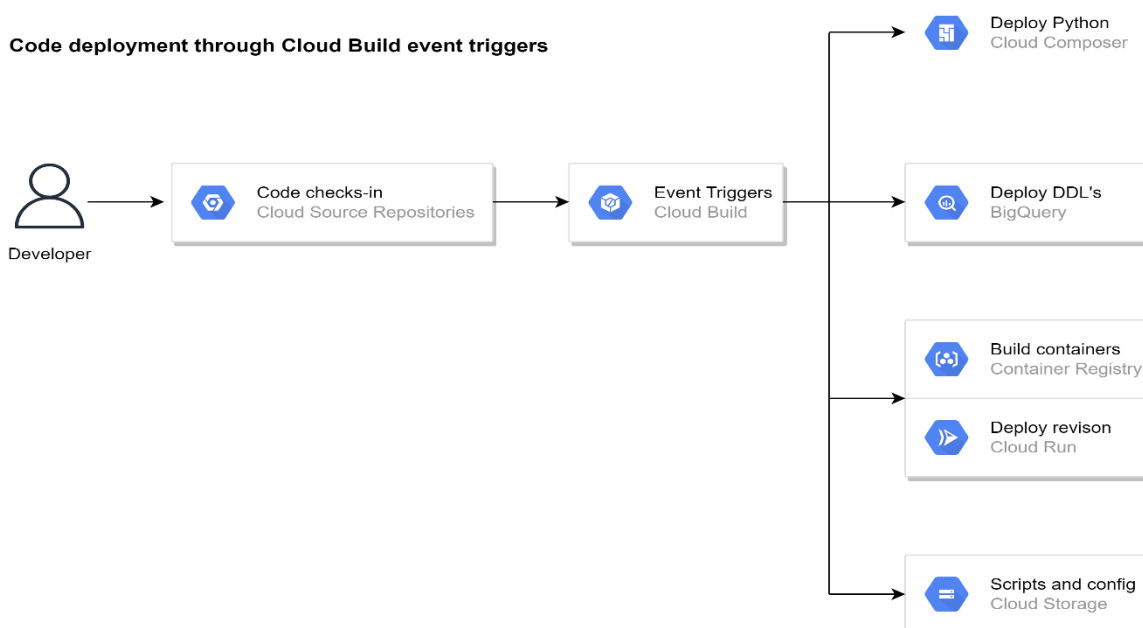 Code deployment through Cloud Build event triggers
Developer
Code checks-in
Cloud Source Repositories
Event Triggers
Cloud Build
Deploy Python
Cloud Composer
Deploy DDL's
BigQuery
Build containers
Container Registry
Deploy revison
Cloud Run
Scripts and config
Cloud Storage